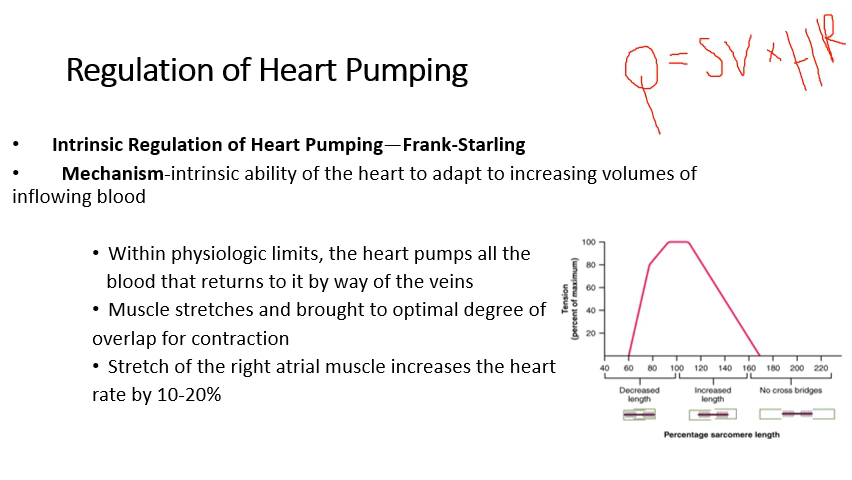 Q = SV × HR
Regulation of Heart Pumping
• Intrinsic Regulation of Heart Pumping—Frank-Starling
• Mechanism-intrinsic ability of the heart to adapt to increasing volumes of
inflowing blood
• Within physiologic limits, the heart pumps all the
blood that returns to it by way of the veins
• Muscle stretches and brought to optimal degree of
overlap for contraction
• Stretch of the right atrial muscle increases the heart
rate by 10-20%
Tension
(percent of maximum)
100
80
60
40
20
40 60 80 100 120 140 160 180 200 220
Decreased length
Increased length
No cross bridges
Percentage sarcomere length